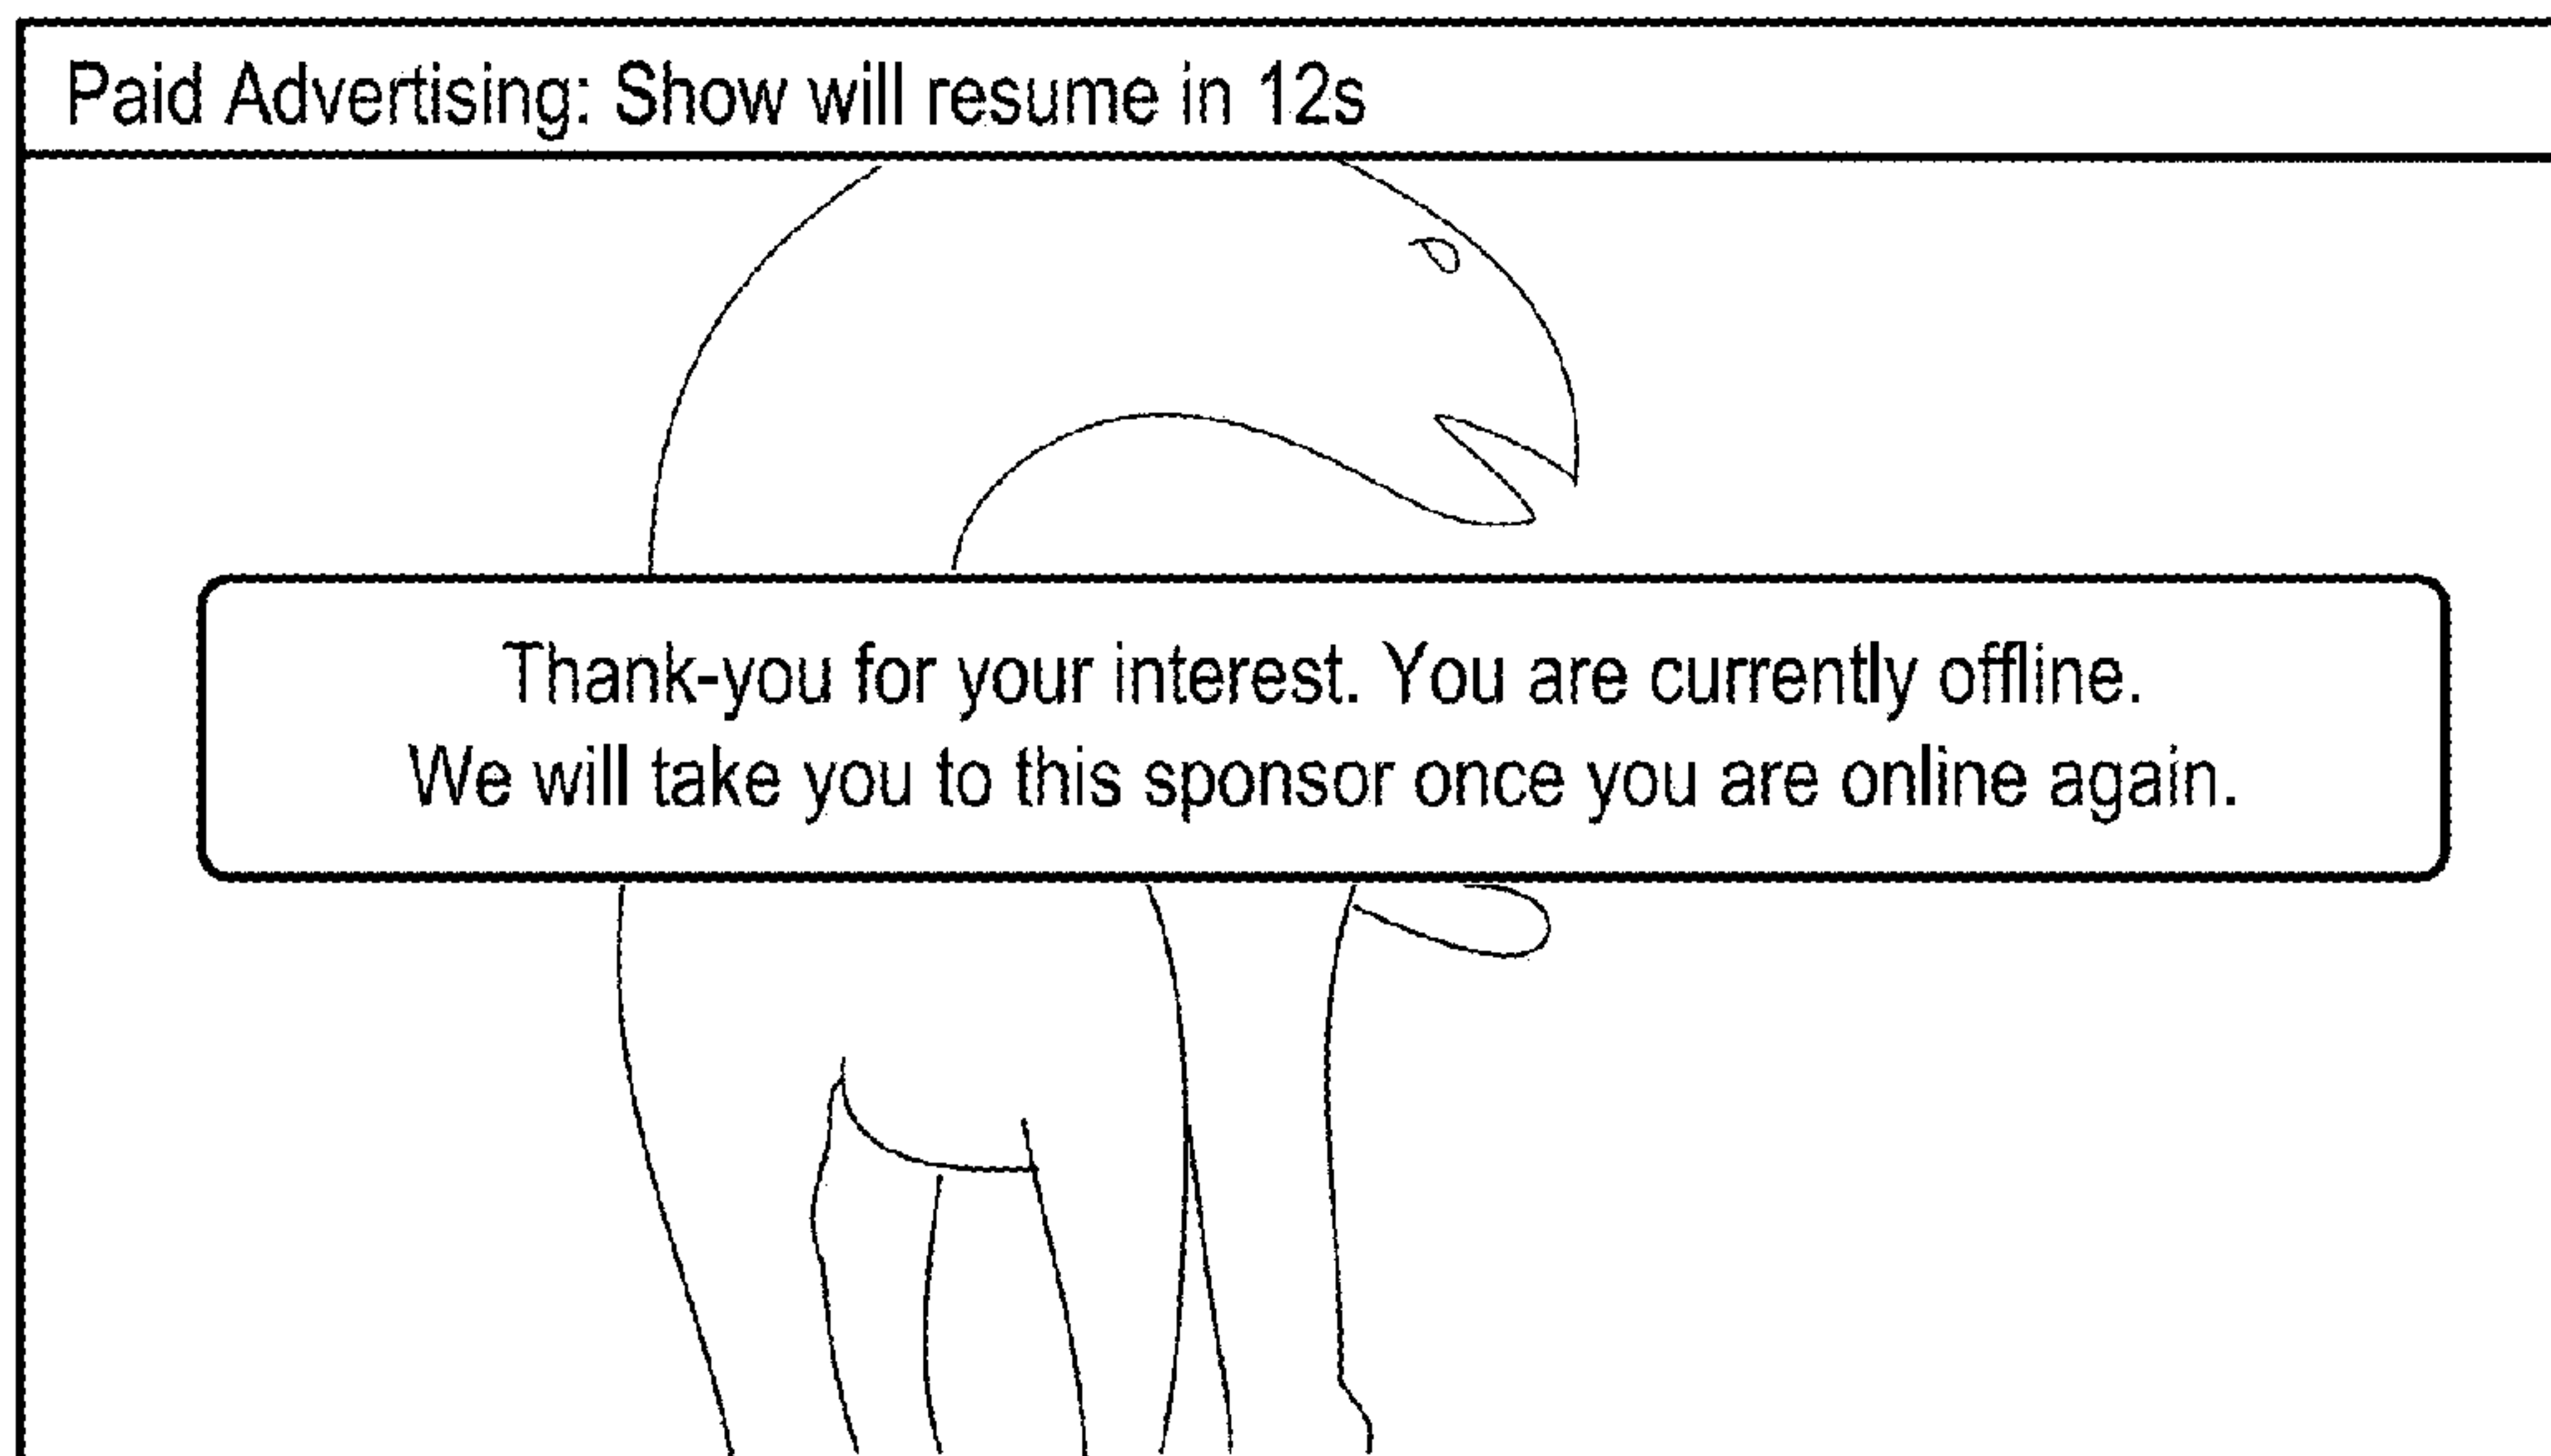 Paid Advertising: Show will resume in 12s
Thank-you for your interest. You are currently offline.
We will take you to this sponsor once you are online again.